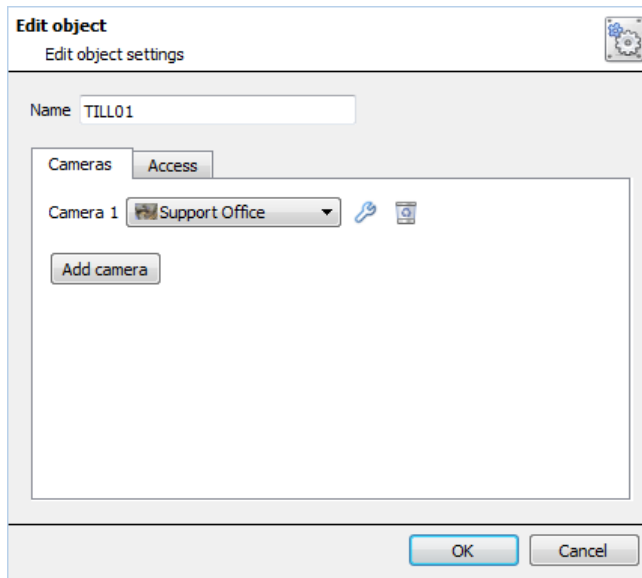 Edit object
Edit object settings
Name TILL01
Cameras Access
Camera 1 Support Office
Add camera
OK Cancel